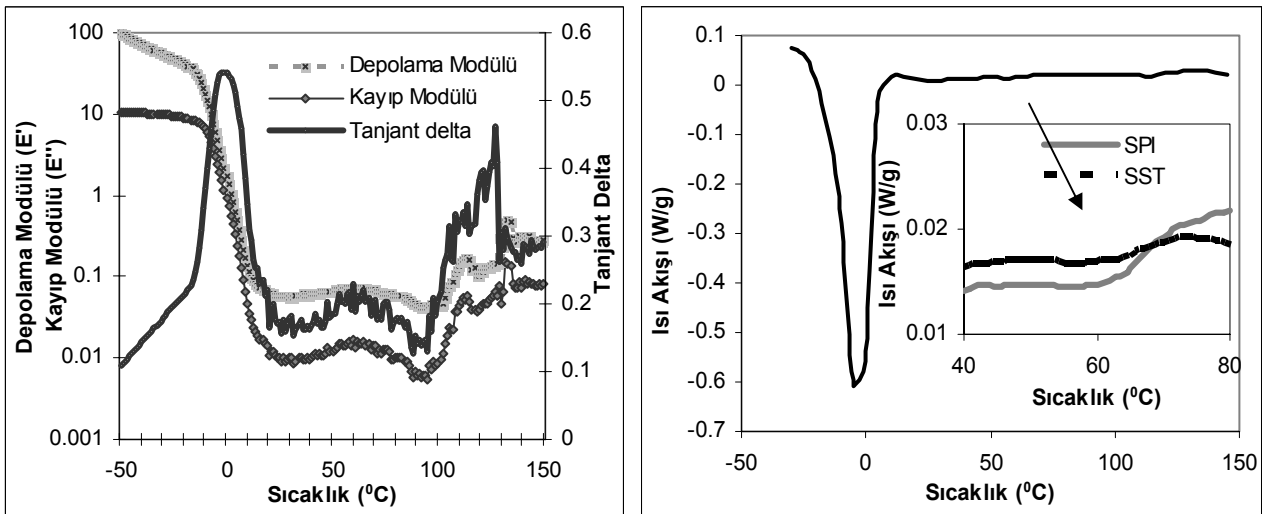 100
10
1
0.1
0.01
0.001
0.6
0.5
0.4
0.3
0.2
0.1
0
-50
0
50
100
150
Depolama Modülü (E')
Kayıp Modülü (E'')
Tanjant Delta
Sıcaklık (⁰C)
Depolama Modülü
Kayıp Modülü
Tanjant delta
0.1
0
-0.1
-0.2
-0.3
-0.4
-0.5
-0.6
-0.7
-50
0
50
100
150
Isı Akışı (W/g)
Sıcaklık (⁰C)
0.03
0.02
0.01
40
60
80
Isı Akışı (W/g)
Sıcaklık (⁰C)
SPI
SST